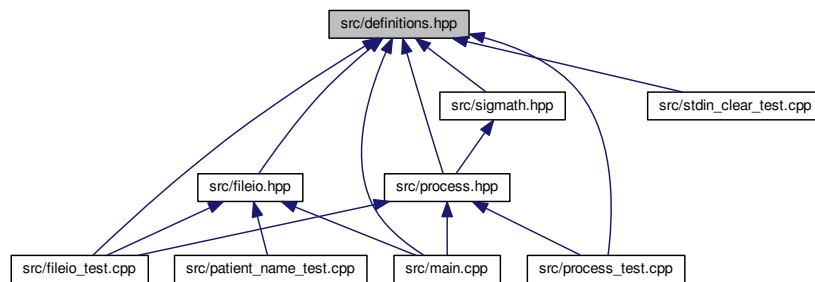 src/definitions.hpp
src/sigmath.hpp
src/stdin_clear_test.cpp
src/fileio.hpp
src/process.hpp
src/fileio_test.cpp
src/patient_name_test.cpp
src/main.cpp
src/process_test.cpp